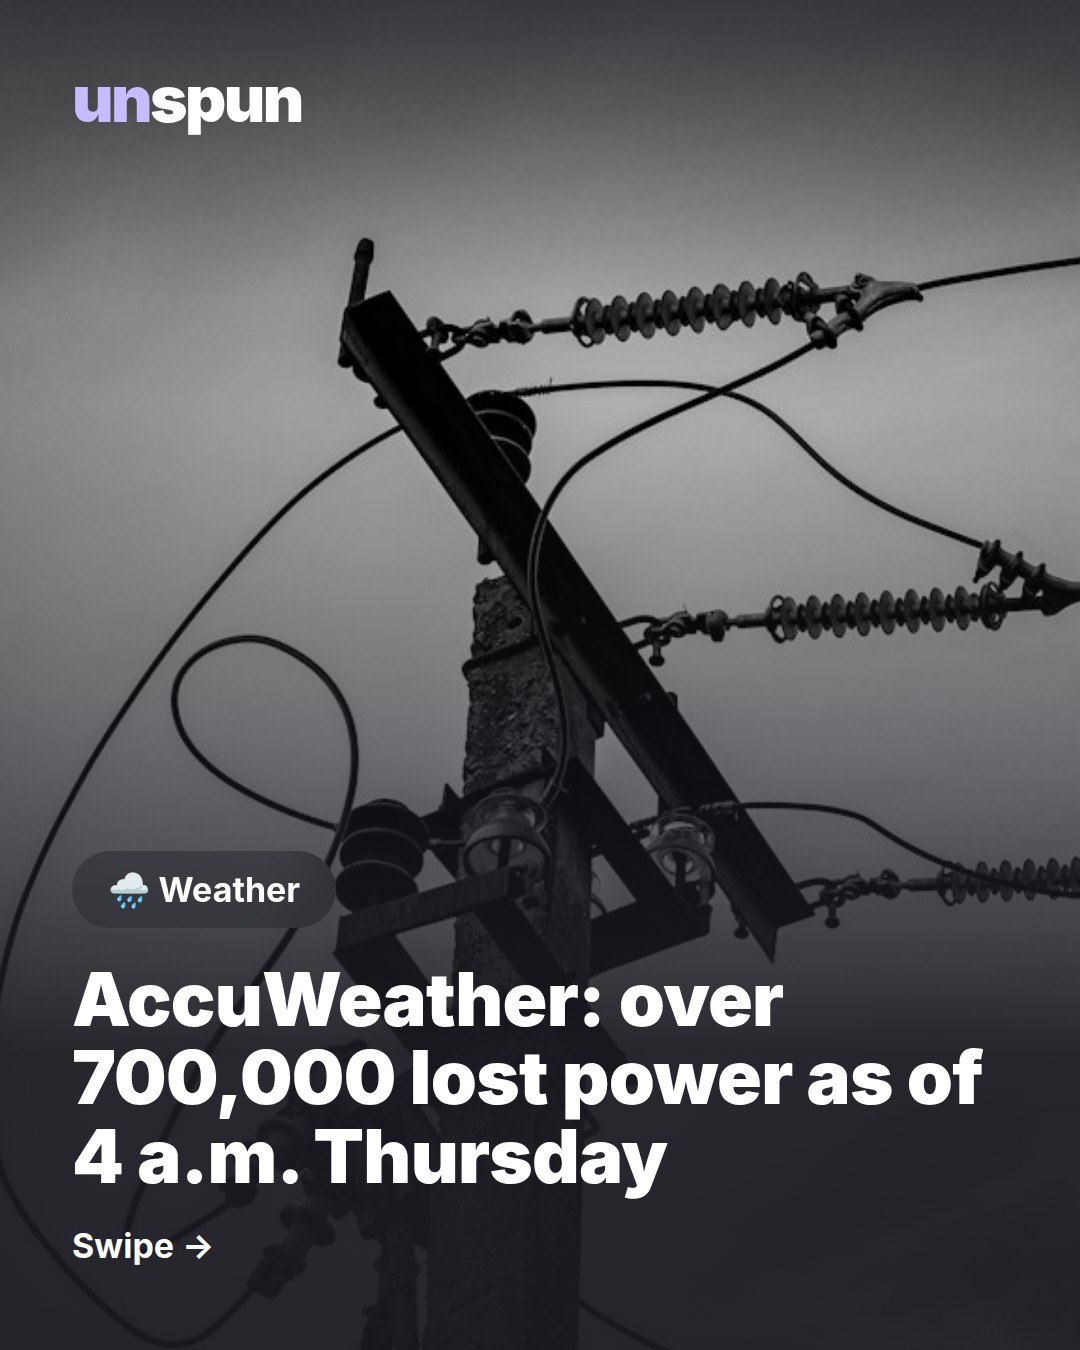 unspun
🌧️ Weather
AccuWeather: over
700,000 lost power as of
4 a.m. Thursday
Swipe →